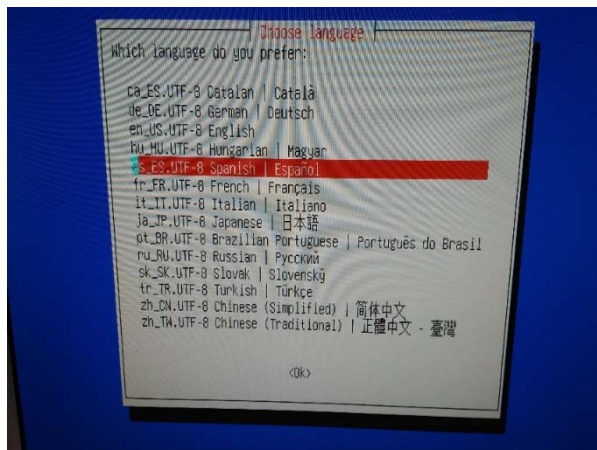 Choose language
Which language do you prefer:
ca_ES.UTF-8 Catalan | Català
de_DE.UTF-8 German | Deutsch
en_US.UTF-8 English
hu_HU.UTF-8 Hungarian | Magyar
es_ES.UTF-8 Spanish | Español
fr_FR.UTF-8 French | Français
it_IT.UTF-8 Italian | Italiano
ja_JP.UTF-8 Japanese | 日本語
pt_BR.UTF-8 Brazilian Portuguese | Português do Brasil
ru_RU.UTF-8 Russian | Русский
sk_SK.UTF-8 Slovak | Slovenský
tr_TR.UTF-8 Turkish | Türkçe
zh_CN.UTF-8 Chinese (Simplified) | 简体中文
zh_TW.UTF-8 Chinese (Traditional) | 正體中文 - 臺灣
<Ok>